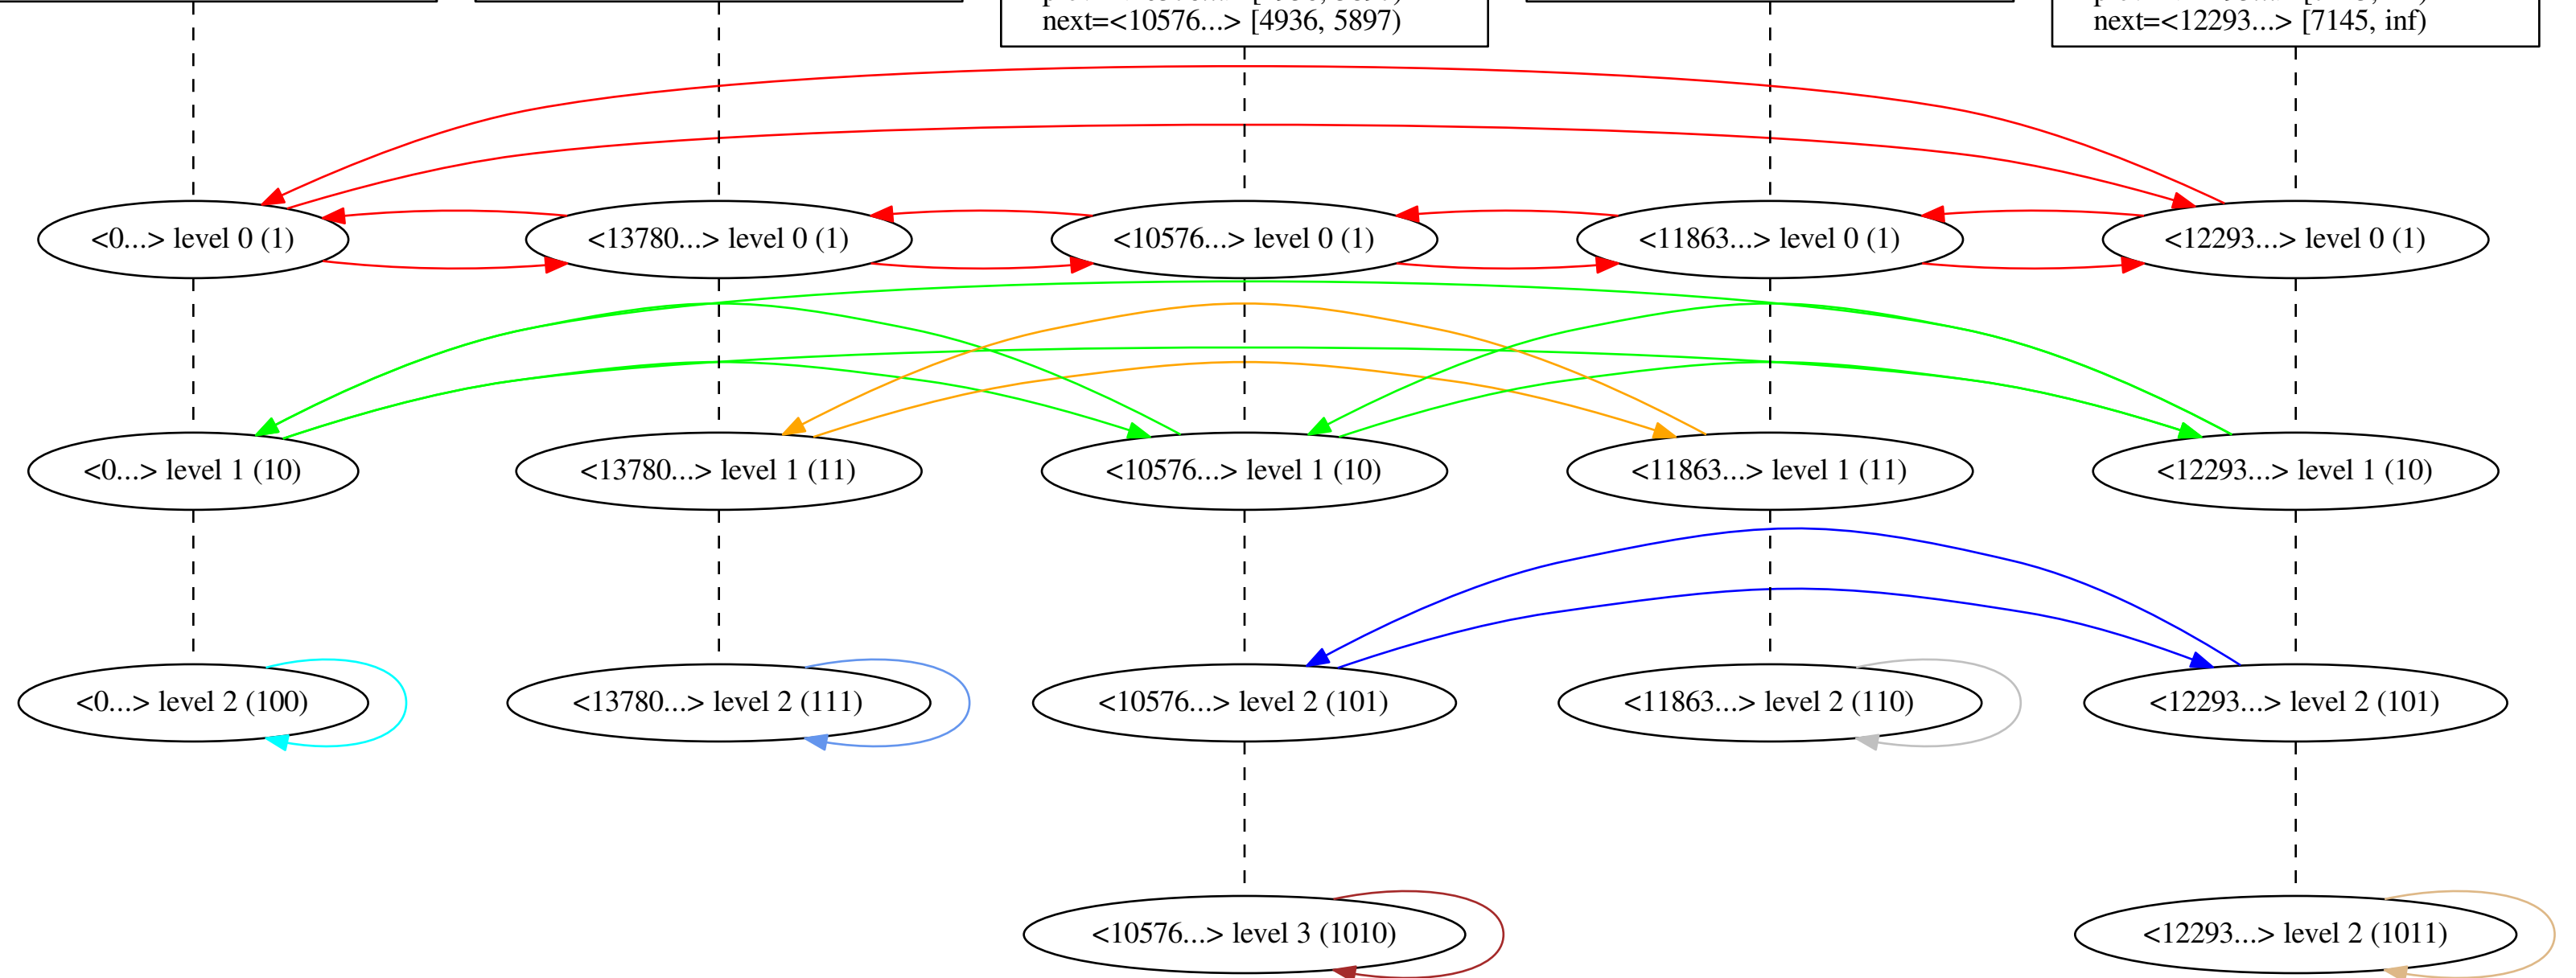 next=<10576...> [4936, 5897)
next=<12293...> [7145, inf)
<0...> level 0 (1)
<13780...> level 0 (1)
<10576...> level 0 (1)
<11863...> level 0 (1)
<12293...> level 0 (1)
<0...> level 1 (10)
<13780...> level 1 (11)
<10576...> level 1 (10)
<11863...> level 1 (11)
<12293...> level 1 (10)
<0...> level 2 (100)
<13780...> level 2 (111)
<10576...> level 2 (101)
<11863...> level 2 (110)
<12293...> level 2 (101)
<10576...> level 3 (1010)
<12293...> level 2 (1011)